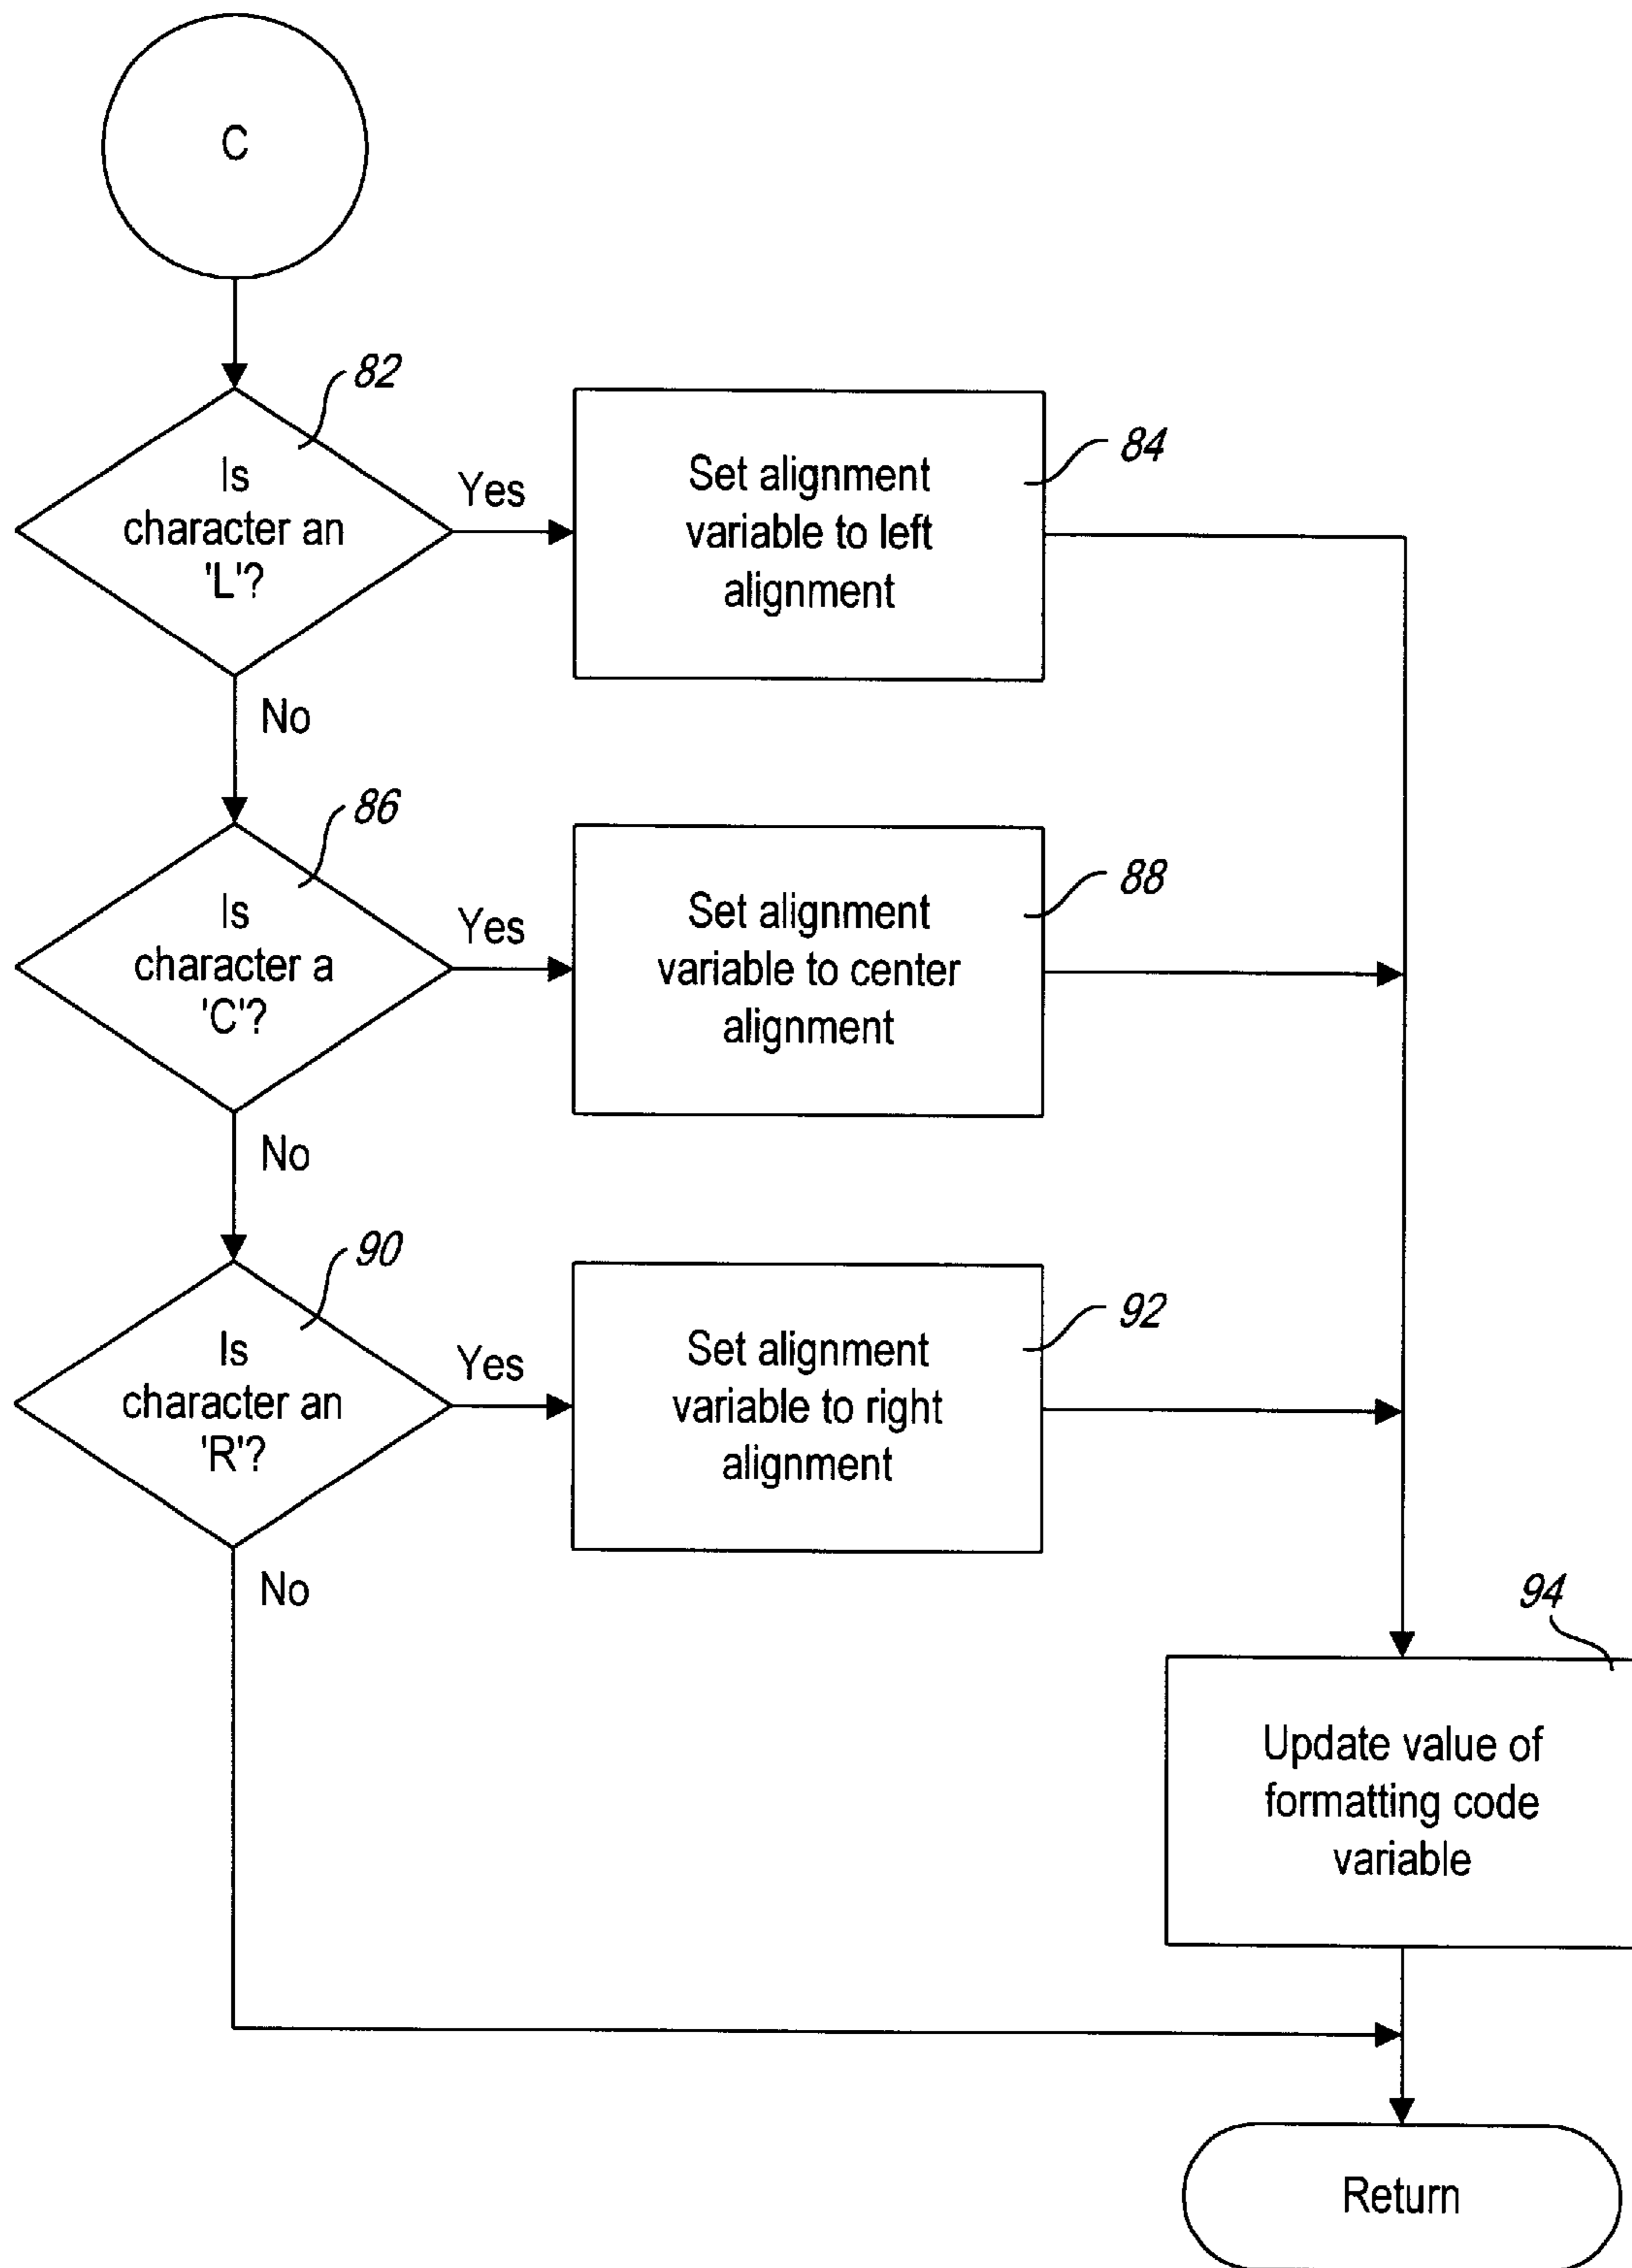 C
82
Is
character an
'L'?
Yes
Set alignment
variable to left
alignment
84
No
86
Is
character a
'C'?
Yes
Set alignment
variable to center
alignment
88
No
90
Is
character an
'R'?
Yes
Set alignment
variable to right
alignment
92
No
94
Update value of
formatting code
variable
Return